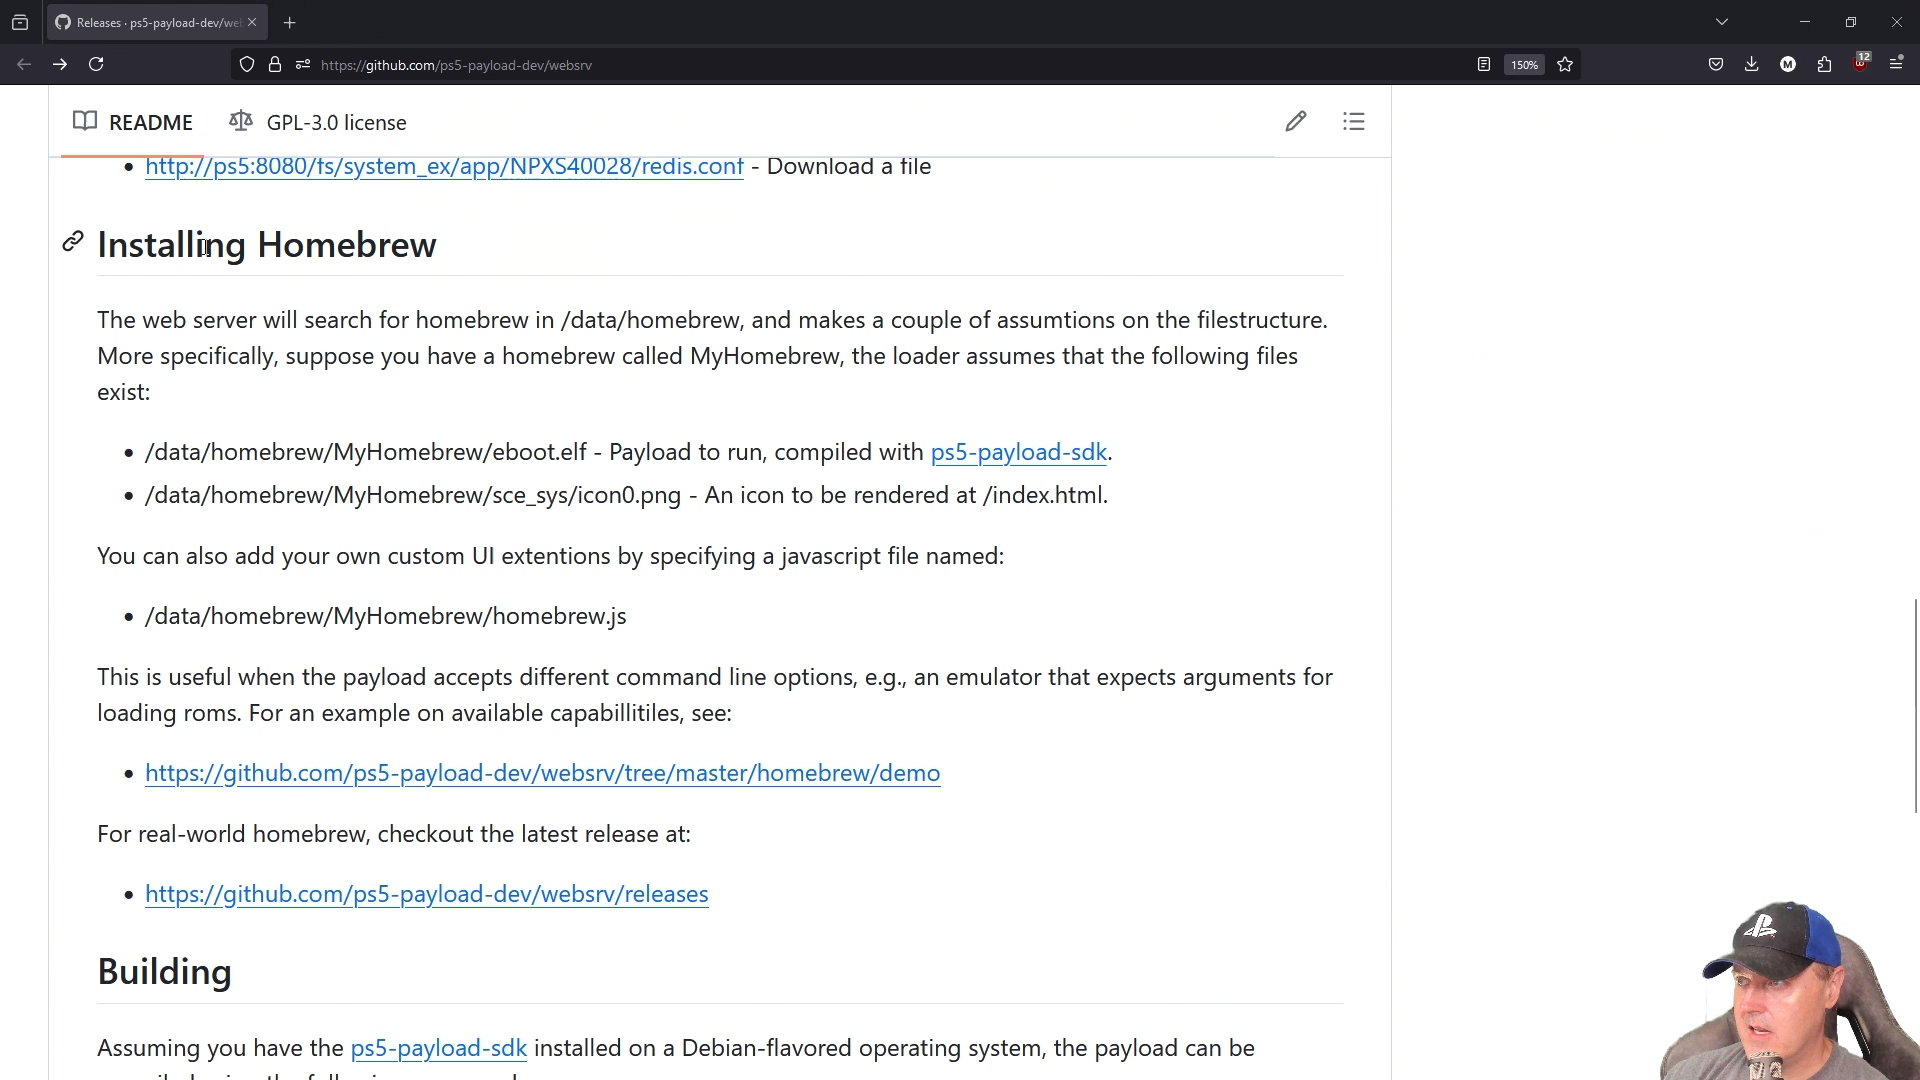 Releases · ps5-payload-dev/we
https://github.com/ps5-payload-dev/websrv
150%
M
12
README
GPL-3.0 license
http://ps5:8080/fs/system_ex/app/NPXS40028/redis.conf - Download a file
Installing Homebrew
The web server will search for homebrew in /data/homebrew, and makes a couple of assumtions on the filestructure.
More specifically, suppose you have a homebrew called MyHomebrew, the loader assumes that the following files
exist:
/data/homebrew/MyHomebrew/eboot.elf - Payload to run, compiled with ps5-payload-sdk.
/data/homebrew/MyHomebrew/sce_sys/icon0.png - An icon to be rendered at /index.html.
You can also add your own custom UI extentions by specifying a javascript file named:
/data/homebrew/MyHomebrew/homebrew.js
This is useful when the payload accepts different command line options, e.g., an emulator that expects arguments for
loading roms. For an example on available capabillitiles, see:
https://github.com/ps5-payload-dev/websrv/tree/master/homebrew/demo
For real-world homebrew, checkout the latest release at:
https://github.com/ps5-payload-dev/websrv/releases
Building
Assuming you have the ps5-payload-sdk installed on a Debian-flavored operating system, the payload can be